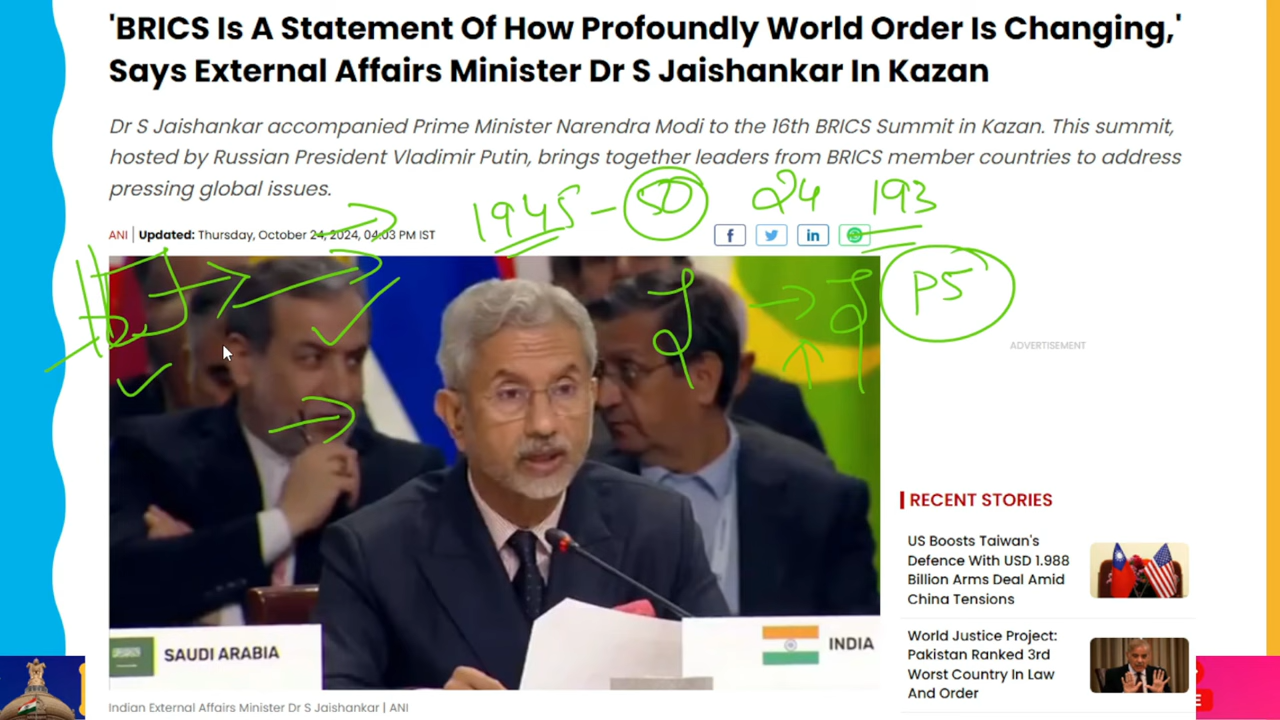 'BRICS Is A Statement Of How Profoundly World Order Is Changing,'
Says External Affairs Minister Dr S Jaishankar In Kazan
Dr S Jaishankar accompanied Prime Minister Narendra Modi to the 16th BRICS Summit in Kazan. This summit,
hosted by Russian President Vladimir Putin, brings together leaders from BRICS member countries to address
pressing global issues.
1945 - 50 24 193
ANI | Updated: Thursday, October 24, 2024, 04:03 PM IST
P5
ADVERTISEMENT
RECENT STORIES
US Boosts Taiwan's
Defence With USD 1.988
Billion Arms Deal Amid
China Tensions
World Justice Project:
Pakistan Ranked 3rd
Worst Country In Law
And Order
SAUDI ARABIA
INDIA
Indian External Affairs Minister Dr S Jaishankar | ANI